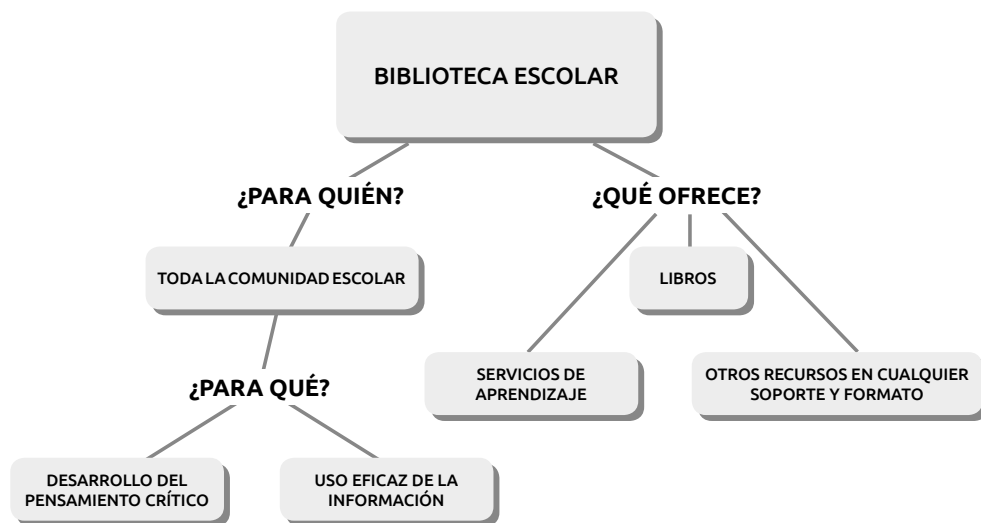 BIBLIOTECA ESCOLAR
¿PARA QUIÉN?
¿QUÉ OFRECE?
TODA LA COMUNIDAD ESCOLAR
LIBROS
SERVICIOS DE
APRENDIZAJE
OTROS RECURSOS EN CUALQUIER
SOPORTE Y FORMATO
¿PARA QUÉ?
DESARROLLO DEL
PENSAMIENTO CRÍTICO
USO EFICAZ DE LA
INFORMACIÓN